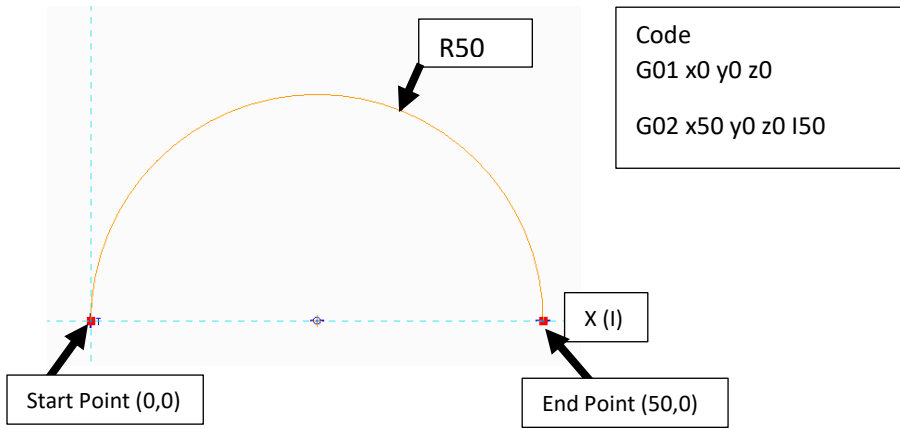 R50
Code
G01 x0 y0 z0
G02 x50 y0 z0 I50
T
X (I)
Start Point (0,0)
End Point (50,0)